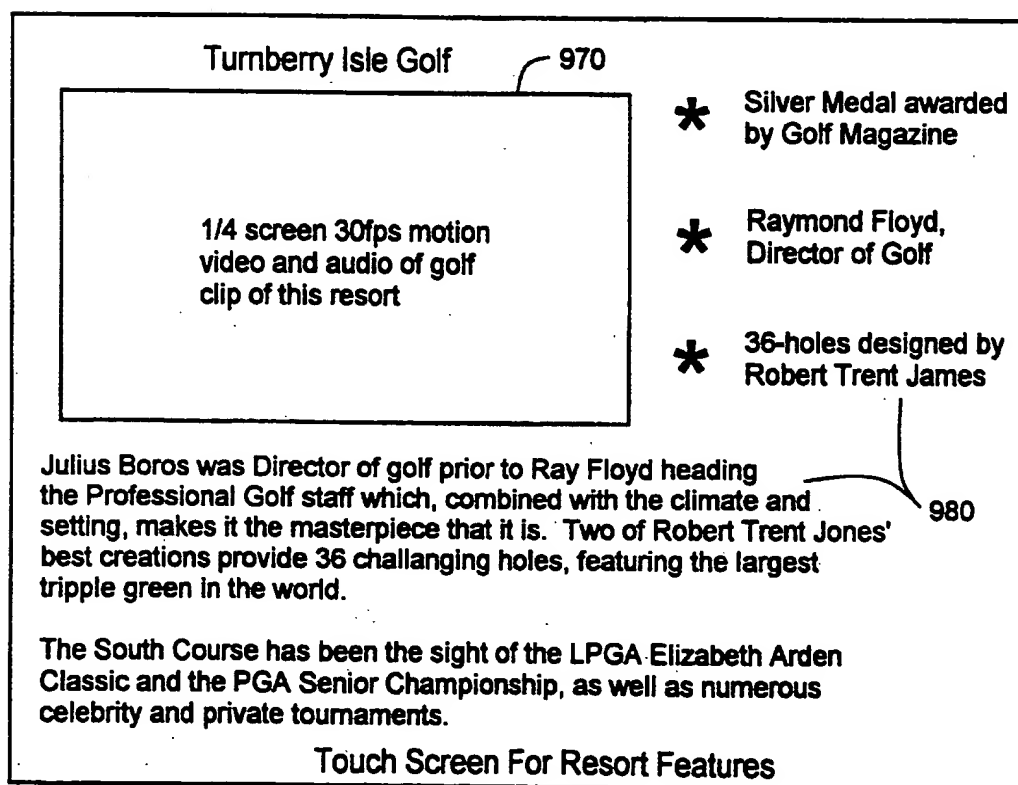 Turnberry Isle Golf
970
1/4 screen 30fps motion
video and audio of golf
clip of this resort
* Silver Medal awarded
by Golf Magazine
* Raymond Floyd,
Director of Golf
* 36-holes designed by
Robert Trent James
Julius Boros was Director of golf prior to Ray Floyd heading
the Professional Golf staff which, combined with the climate and
setting, makes it the masterpiece that it is. Two of Robert Trent Jones'
best creations provide 36 challanging holes, featuring the largest
tripple green in the world.
980
The South Course has been the sight of the LPGA Elizabeth Arden
Classic and the PGA Senior Championship, as well as numerous
celebrity and private tournaments.
Touch Screen For Resort Features